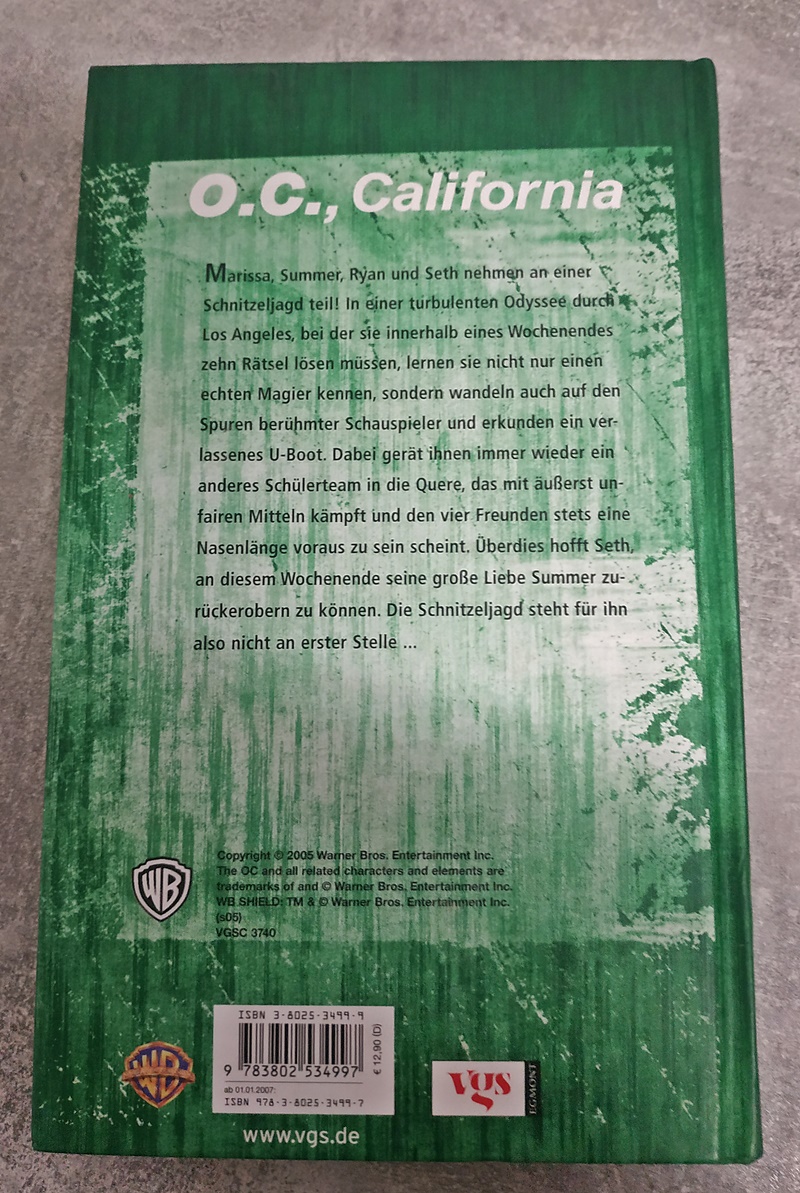 O.C., California
Marissa, Summer, Ryan und Seth nehmen an einer
Schnitzeljagd teil! In einer turbulenten Odyssee durch
Los Angeles, bei der sie innerhalb eines Wochenendes
zehn Rätsel lösen müssen, lernen sie nicht nur einen
echten Magier kennen, sondern wandeln auch auf den
Spuren berühmter Schauspieler und erkunden ein ver-
lassenes U-Boot. Dabei gerät ihnen immer wieder ein
anderes Schülerteam in die Quere, das mit äußerst un-
fairen Mitteln kämpft und den vier Freunden stets eine
Nasenlänge voraus zu sein scheint. Überdies hofft Seth,
an diesem Wochenende seine große Liebe Summer zu-
rückerobern zu können. Die Schnitzeljagd steht für ihn
also nicht an erster Stelle ...
WB
Copyright © 2005 Warner Bros. Entertainment Inc.
The OC and all related characters and elements are
trademarks of and © Warner Bros. Entertainment Inc.
WB SHIELD: TM & © Warner Bros. Entertainment Inc.
(s05)
VGSC 3740
WB
ISBN 3-8025-3499-9
9 783802 534997
€ 12,90 (D)
ab 01.01.2007:
ISBN 978-3-8025-3499-7
vgs
EGMONT
www.vgs.de